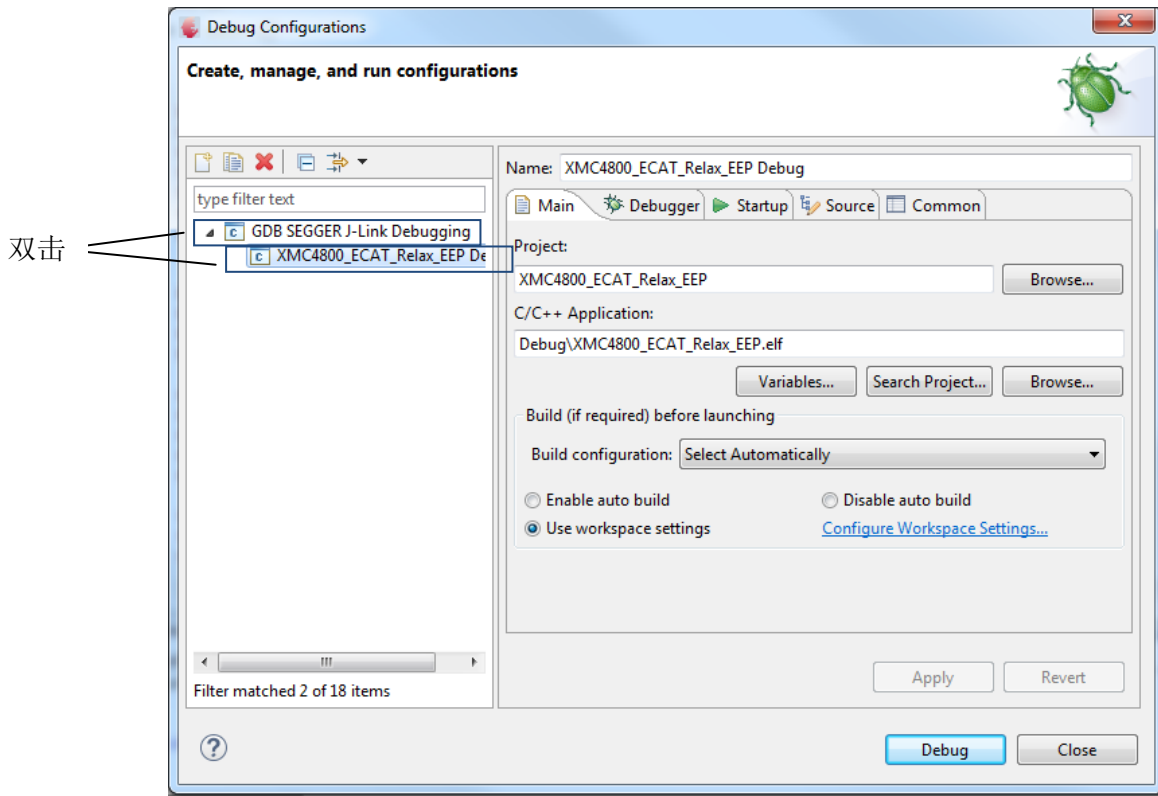 Debug Configurations
Create, manage, and run configurations
type filter text
双击
GDB SEGGER J-Link Debugging
XMC4800_ECAT_Relax_EEP De
Filter matched 2 of 18 items
Name: XMC4800_ECAT_Relax_EEP Debug
Main Debugger Startup Source Common
Project:
XMC4800_ECAT_Relax_EEP Browse...
C/C++ Application:
Debug\XMC4800_ECAT_Relax_EEP.elf
Variables... Search Project... Browse...
Build (if required) before launching
Build configuration: Select Automatically
Enable auto build Disable auto build
Use workspace settings Configure Workspace Settings...
Apply Revert
Debug Close